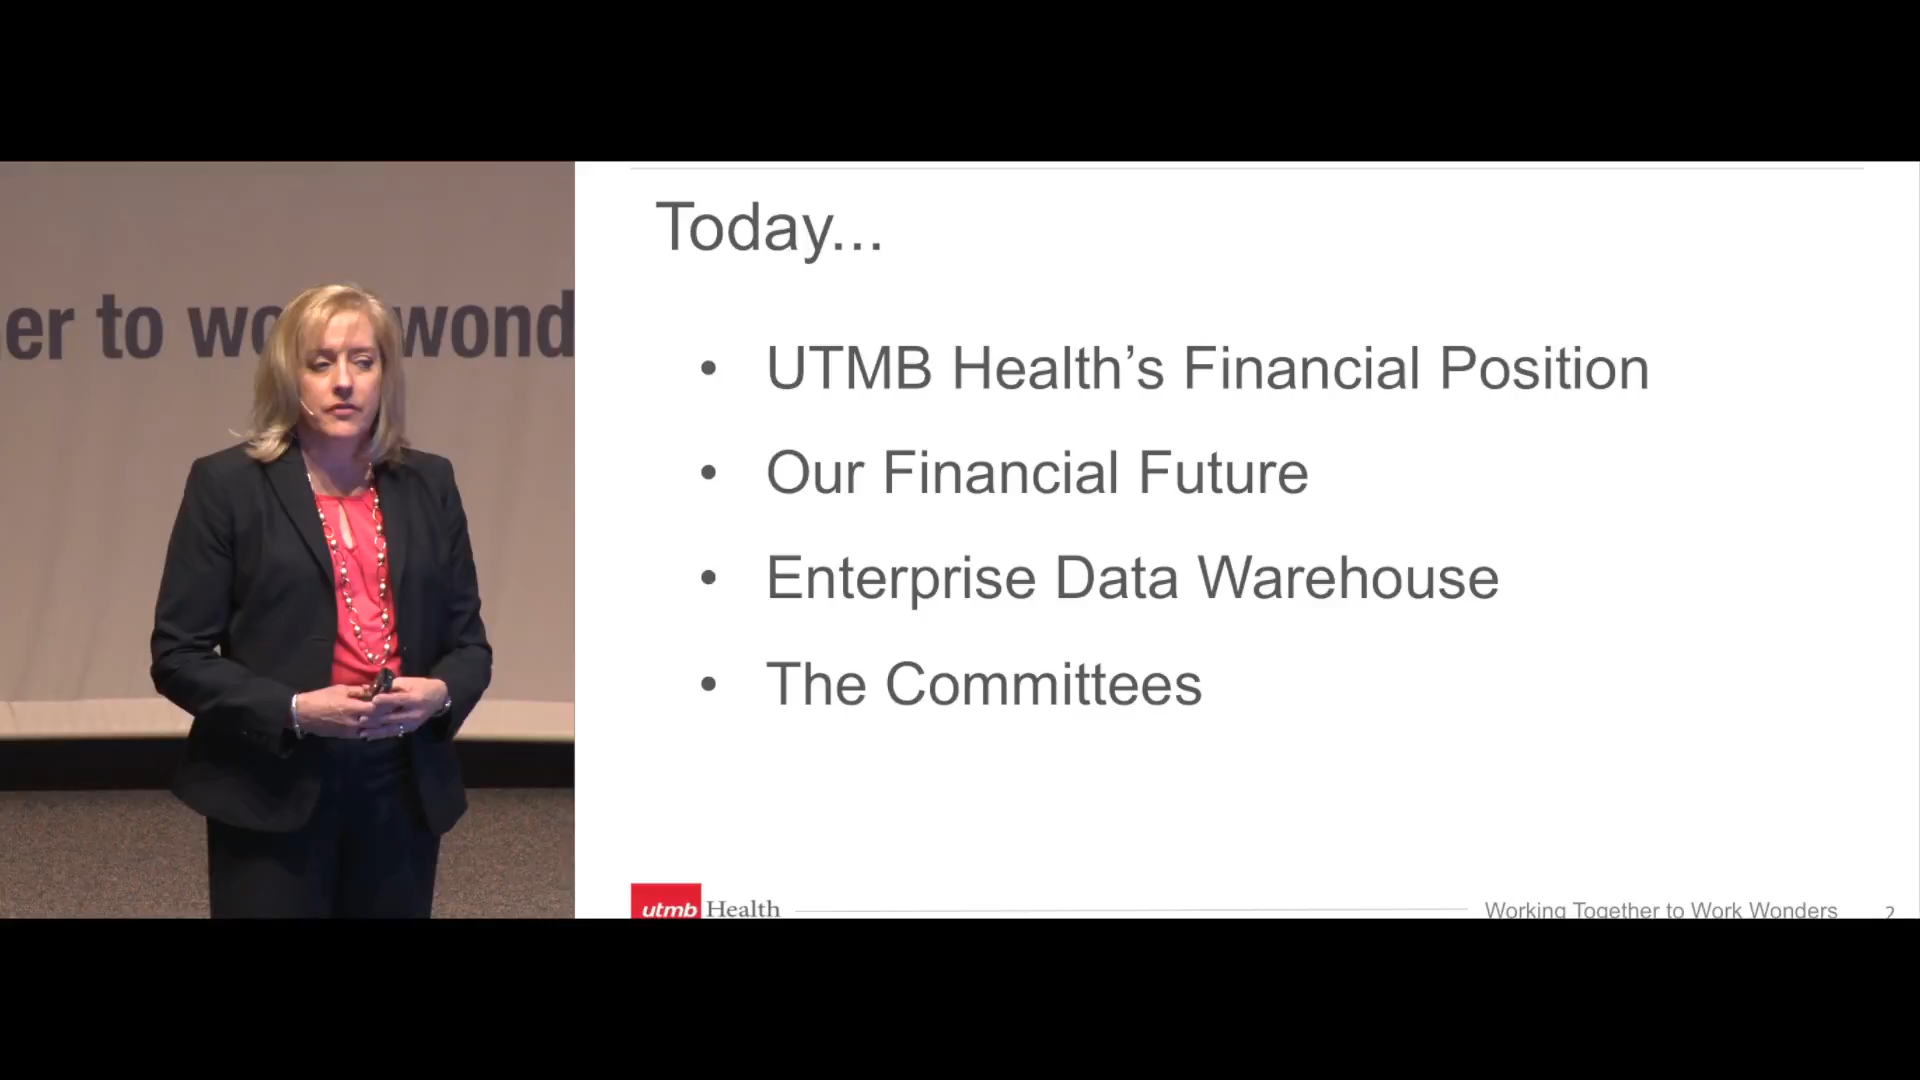 er to wo wond
Today...
• UTMB Health’s Financial Position
• Our Financial Future
• Enterprise Data Warehouse
• The Committees
utmb Health
Working Together to Work Wonders 2